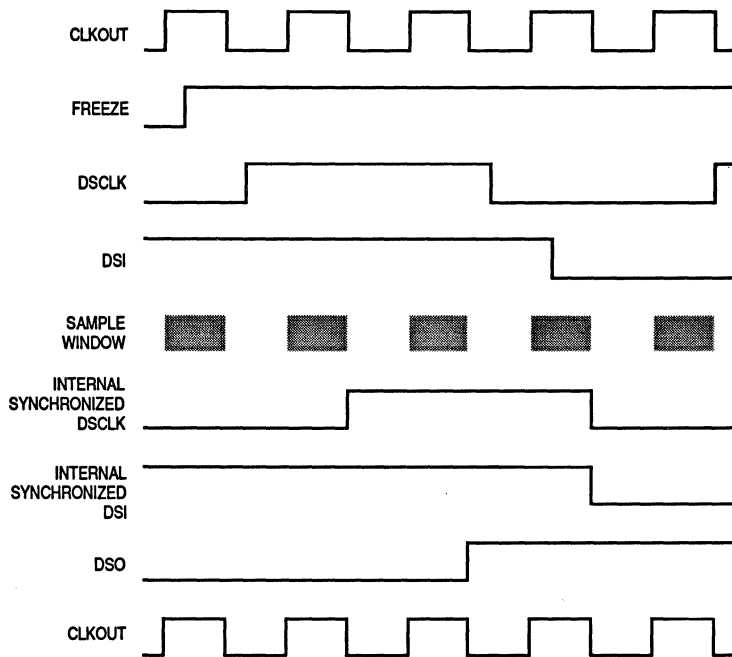 CLKOUT
FREEZE
DSCLK
DSI
SAMPLE
WINDOW
INTERNAL
SYNCHRONIZED
DSCLK
INTERNAL
SYNCHRONIZED
DSI
DSO
CLKOUT